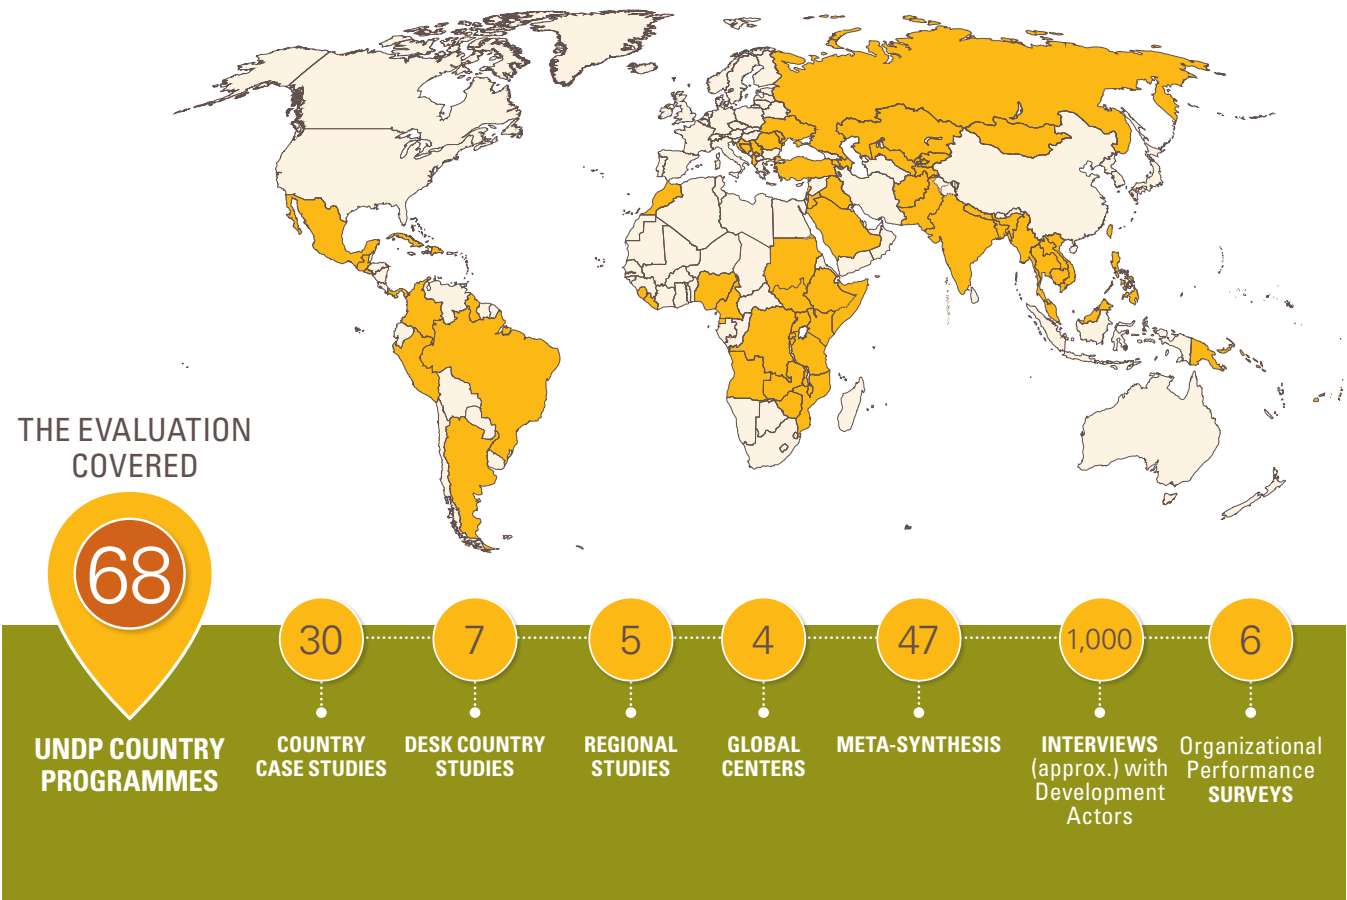 THE EVALUATION
COVERED
68
UNDP COUNTRY
PROGRAMMES
30
COUNTRY
CASE STUDIES
7
DESK COUNTRY
STUDIES
5
REGIONAL
STUDIES
4
GLOBAL
CENTERS
47
META-SYNTHESIS
1,000
INTERVIEWS
(approx.) with
Development
Actors
6
Organizational
Performance
SURVEYS